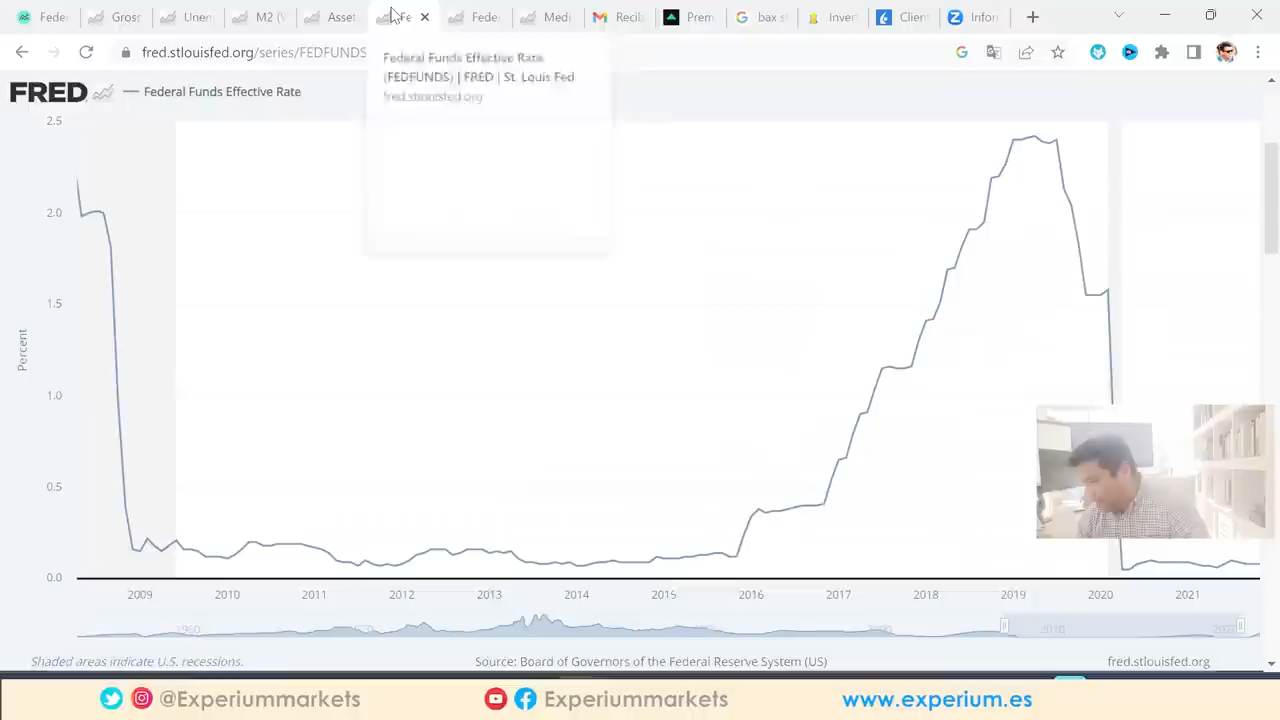 Feder Gros Unem M2 (V Asset Fe Fede Medi Recib Prem bax s Invert Client Infor
fred.stlouisfed.org/series/FEDFUNDS
Federal Funds Effective Rate
(FEDFUNDS) | FRED | St. Louis Fed
fred.stlouisfed.org
FRED Federal Funds Effective Rate
2.5
2.0
1.5
1.0
0.5
0.0
Percent
2009 2010 2011 2012 2013 2014 2015 2016 2017 2018 2019 2020 2021
1960 2010
Shaded areas indicate U.S. recessions. Source: Board of Governors of the Federal Reserve System (US) fred.stlouisfed.org
@Experiummarkets Experiummarkets www.experium.es